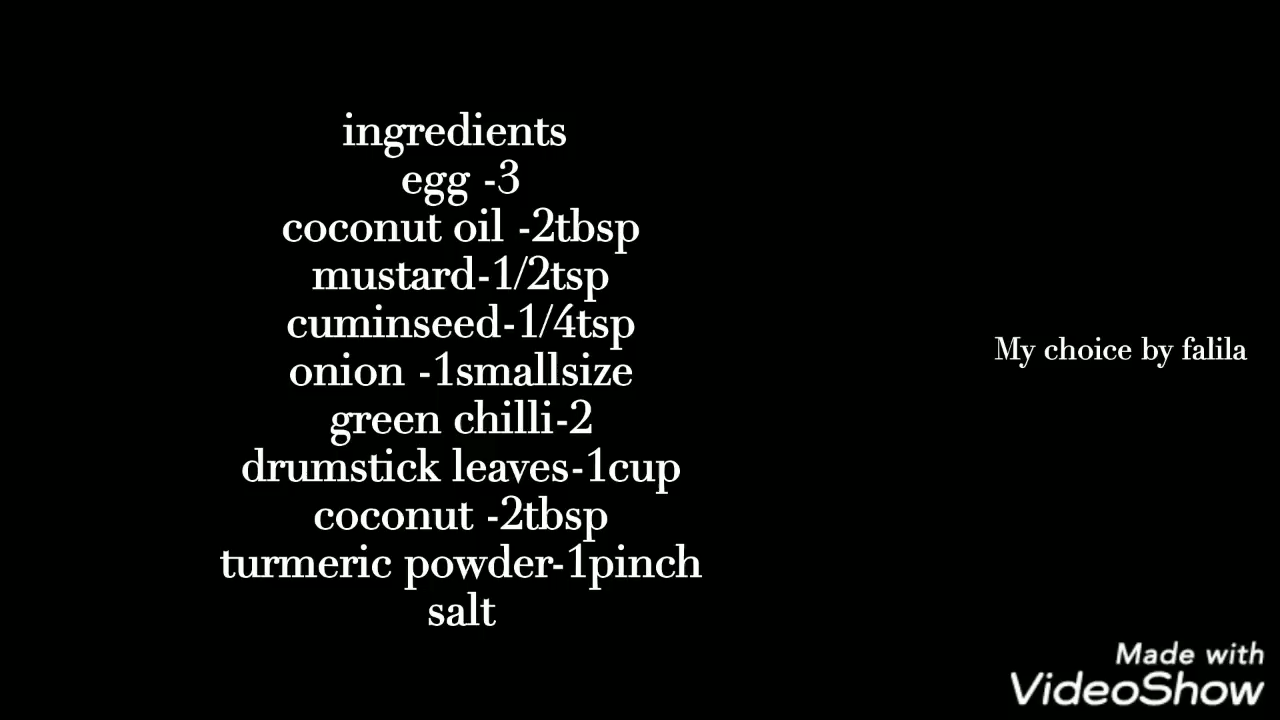 ingredients
egg -3
coconut oil -2tbsp
mustard-1/2tsp
cuminseed-1/4tsp
onion -1smallsize
green chilli-2
drumstick leaves-1cup
coconut -2tbsp
turmeric powder-1pinch
salt
My choice by falila
Made with
VideoShow